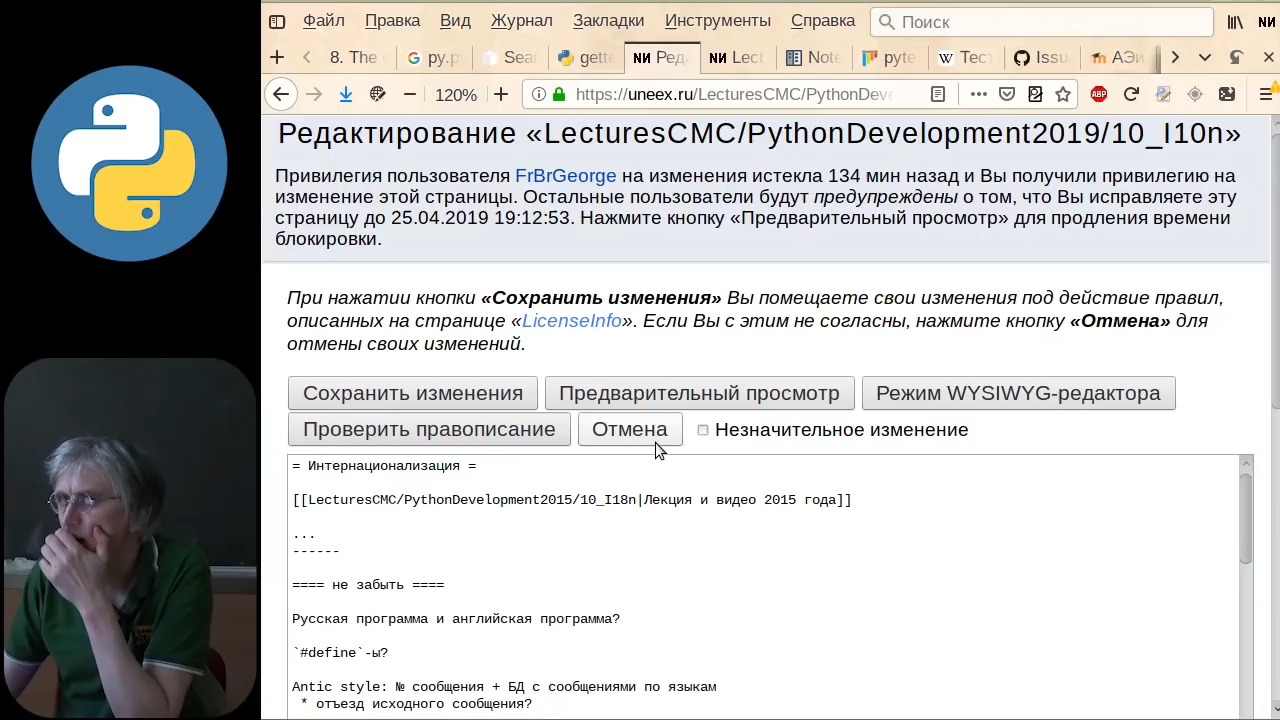 Файл Правка Вид Журнал Закладки Инструменты Справка Поиск
8. The py.p Sear gette Реда Lect Note pyte Тест Issu АЭи
120% https://uneex.ru/LecturesCMC/PythonDeve
Редактирование «LecturesCMC/PythonDevelopment2019/10_I10n»
Привилегия пользователя FrBrGeorge на изменения истекла 134 мин назад и Вы получили привилегию на
изменение этой страницы. Остальные пользователи будут предупреждены о том, что Вы исправляете эту
страницу до 25.04.2019 19:12:53. Нажмите кнопку «Предварительный просмотр» для продления времени
блокировки.
При нажатии кнопки «Сохранить изменения» Вы помещаете свои изменения под действие правил,
описанных на странице «LicenseInfo». Если Вы с этим не согласны, нажмите кнопку «Отмена» для
отмены своих изменений.
Сохранить изменения Предварительный просмотр Режим WYSIWYG-редактора
Проверить правописание Отмена Незначительное изменение
= Интернационализация =
[[LecturesCMC/PythonDevelopment2015/10_I18n|Лекция и видео 2015 года]]
...
------
==== не забыть ====
Русская программа и английская программа?
`#define`-ы?
Antic style: № сообщения + БД с сообщениями по языкам
* отъезд исходного сообщения?